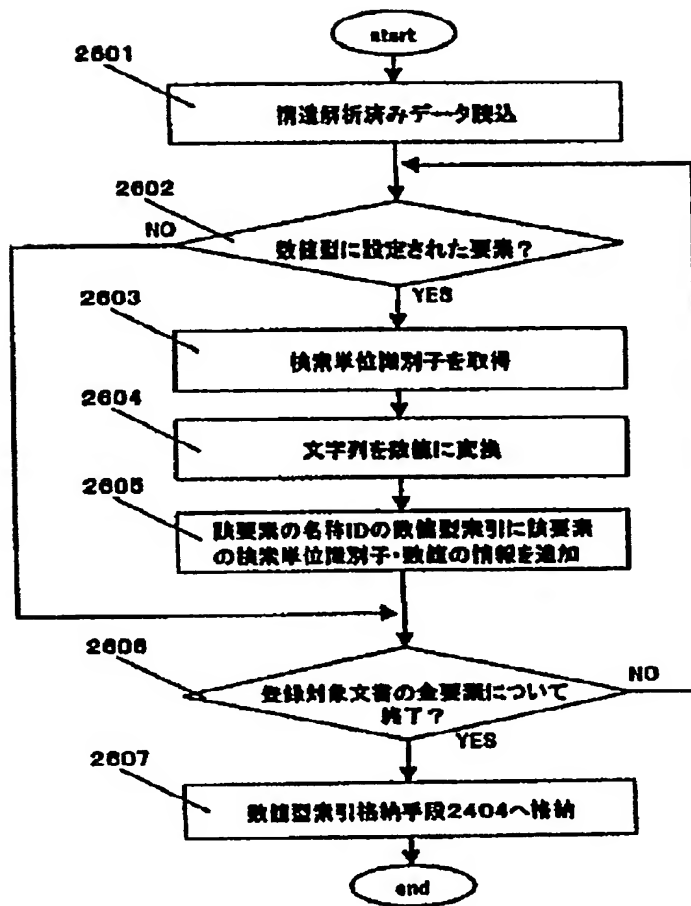 start
2601
構造解析済みデータ読込
2602
NO
数値型に設定された要素？
YES
2603
検索単位識別子を取得
2604
文字列を数値に変換
2605
該要素の名称IDの数値型索引に該要素
の検索単位識別子・数値の情報を追加
2606
NO
登録対象文書の全要素について
終了？
YES
2607
数値型索引格納手段2404へ格納
end